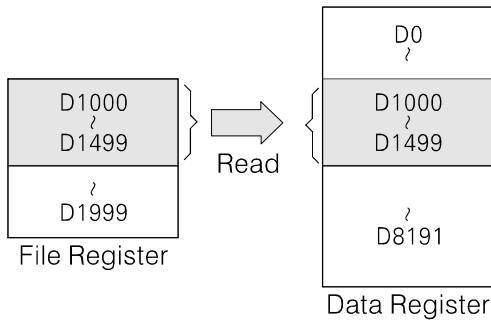 D1000
~
D1499
~
D1999
File Register
Read
D0
~
D1000
~
D1499
~
D8191
Data Register